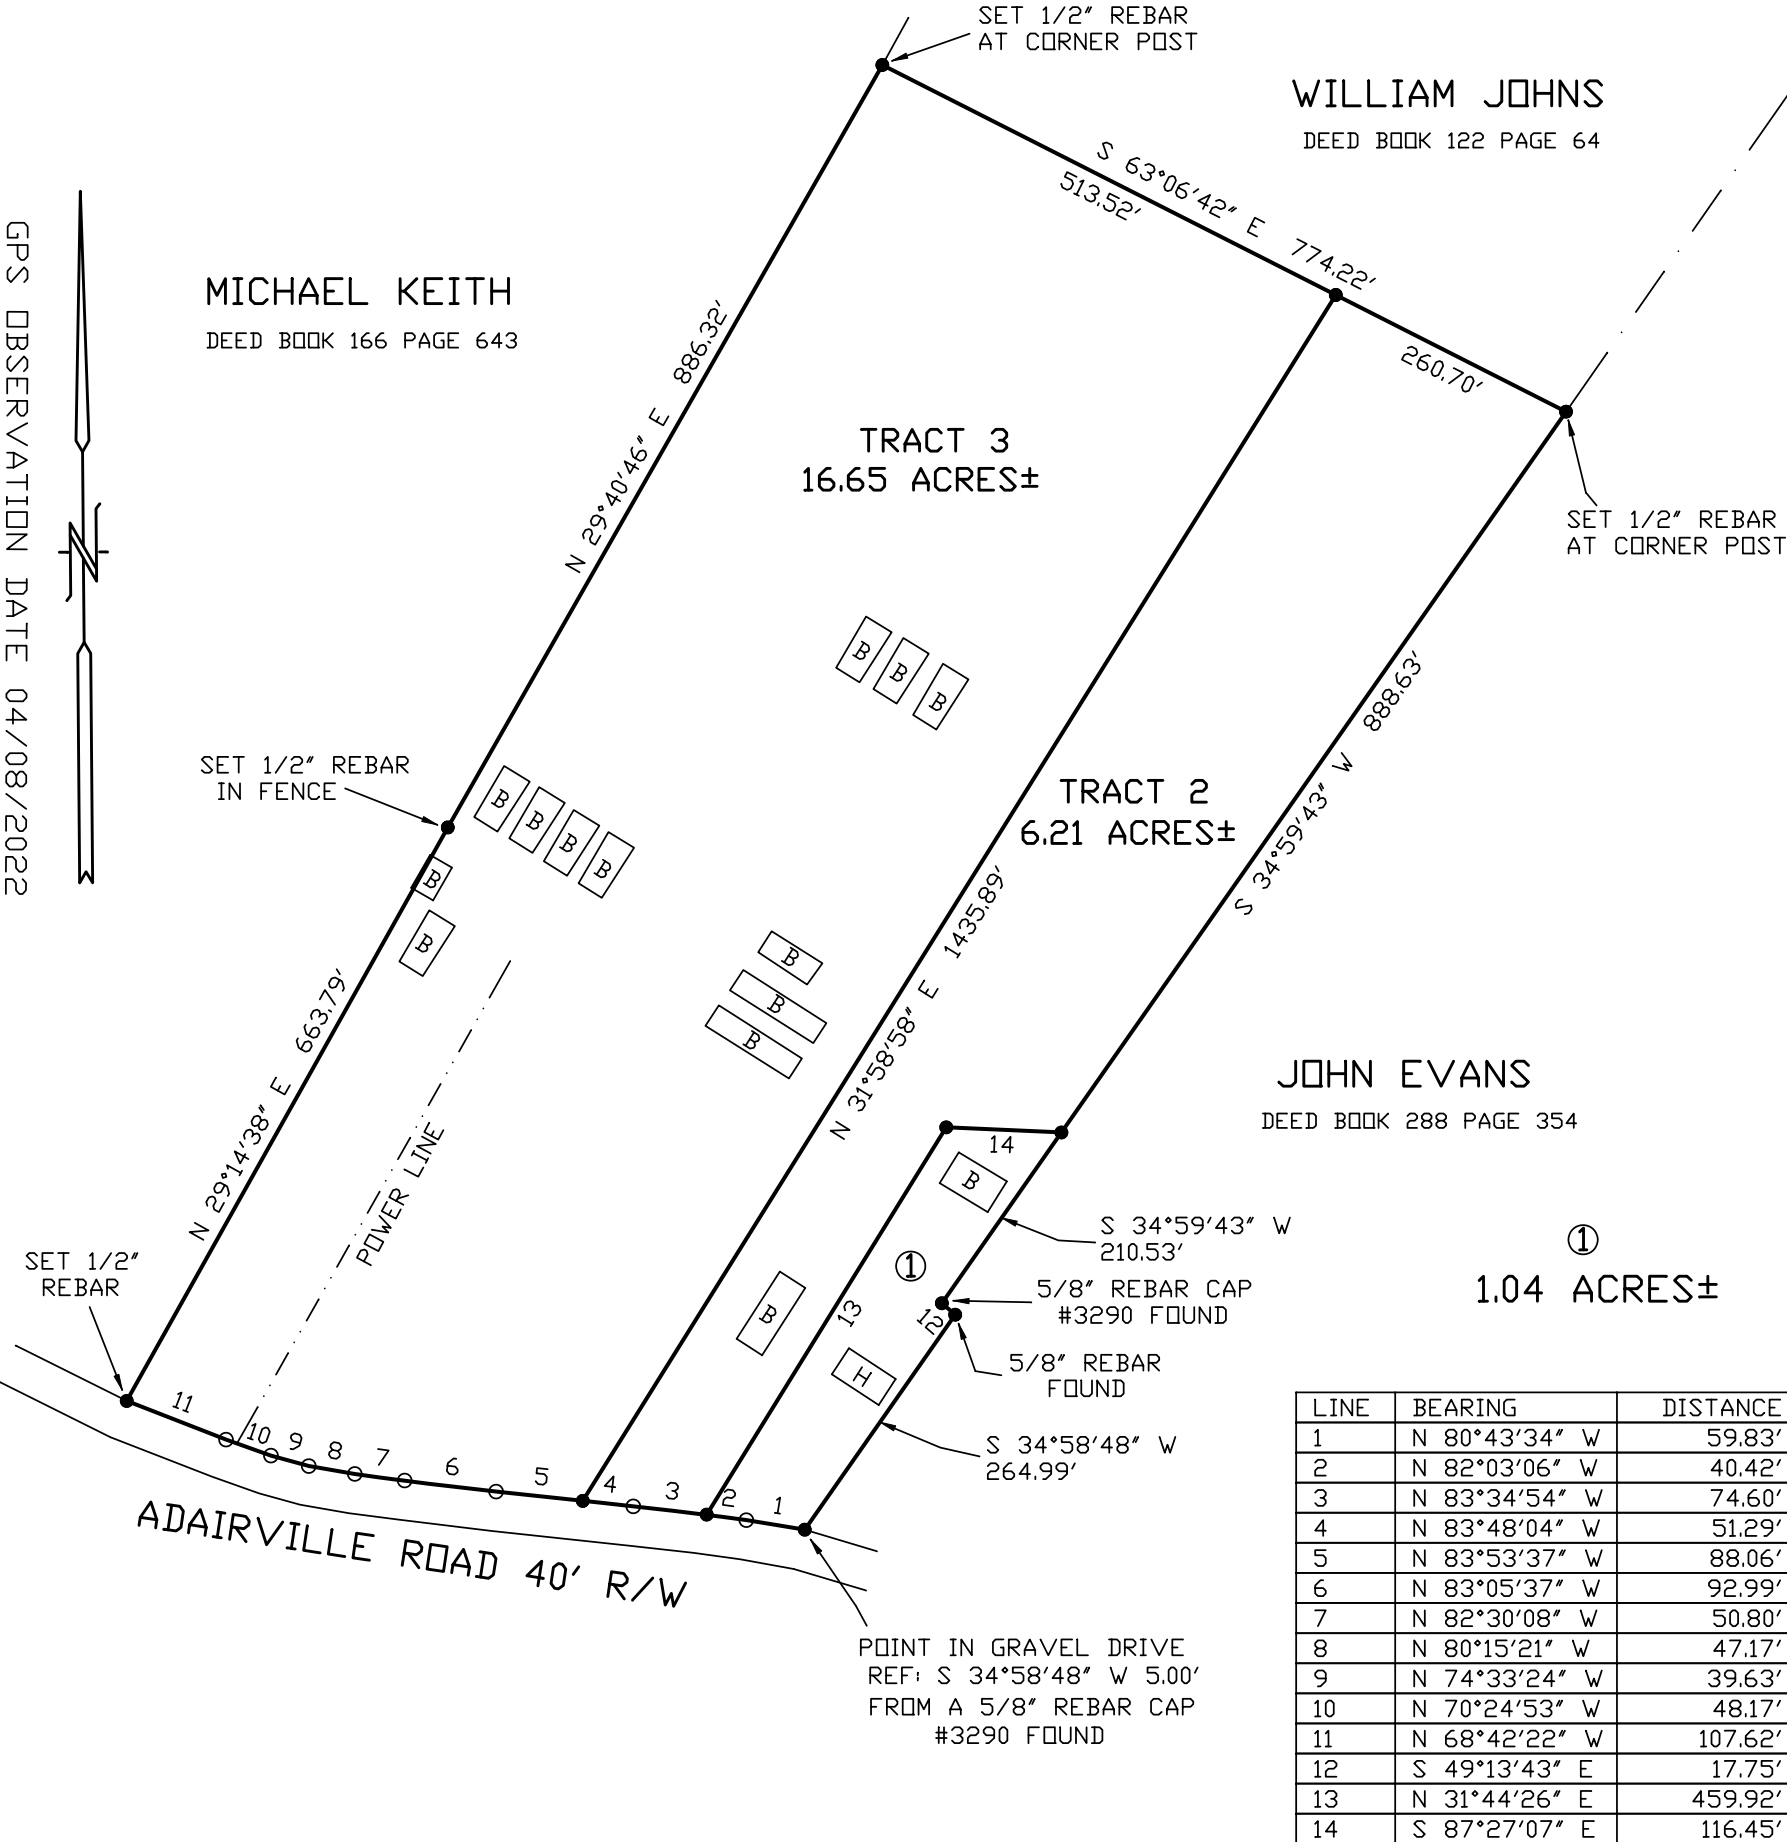 SET 1/2" REBAR
AT CORNER POST
WILLIAM JOHNS
DEED BOOK 122 PAGE 64
S 63°06'42" E 774.22'
513.52'
260.70'
GPS OBSERVATION DATE 04/08/2022
N
MICHAEL KEITH
DEED BOOK 166 PAGE 643
N 29°40'46" E 886.32'
TRACT 3
16.65 ACRES±
SET 1/2" REBAR
AT CORNER POST
B
B
B
SET 1/2" REBAR
IN FENCE
B
B
B
B
B
B
TRACT 2
6.21 ACRES±
S 34°59'43" W 888.63'
N 31°58'58" E 1435.89'
B
B
B
N 29°14'38" E 663.79'
POWER LINE
JOHN EVANS
DEED BOOK 288 PAGE 354
14
B
S 34°59'43" W
210.53'
1
1
1.04 ACRES±
SET 1/2"
REBAR
5/8" REBAR CAP
#3290 FOUND
B
13
12
5/8" REBAR
FOUND
H
S 34°58'48" W
264.99'
11
10
9
8
7
6
5
4
3
2
1
ADAIRVILLE ROAD 40' R/W
POINT IN GRAVEL DRIVE
REF: S 34°58'48" W 5.00'
FROM A 5/8" REBAR CAP
#3290 FOUND
LINE BEARING DISTANCE
1 N 80°43'34" W 59.83'
2 N 82°03'06" W 40.42'
3 N 83°34'54" W 74.60'
4 N 83°48'04" W 51.29'
5 N 83°53'37" W 88.06'
6 N 83°05'37" W 92.99'
7 N 82°30'08" W 50.80'
8 N 80°15'21" W 47.17'
9 N 74°33'24" W 39.63'
10 N 70°24'53" W 48.17'
11 N 68°42'22" W 107.62'
12 S 49°13'43" E 17.75'
13 N 31°44'26" E 459.92'
14 S 87°27'07" E 116.45'